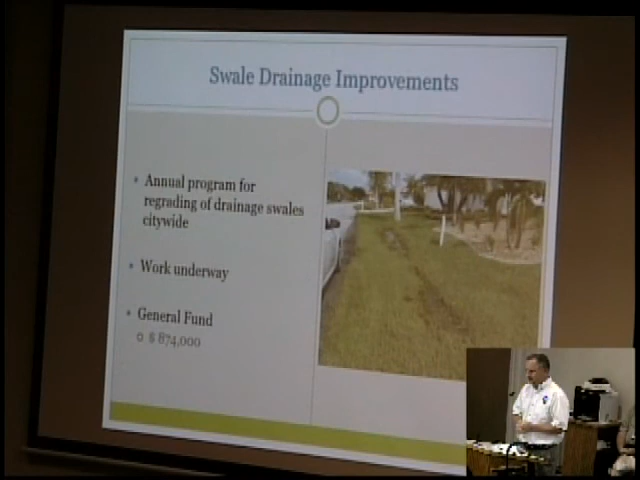 Swale Drainage Improvements
• Annual program for
regrading of drainage swales
citywide
• Work underway
• General Fund
o $ 874,000